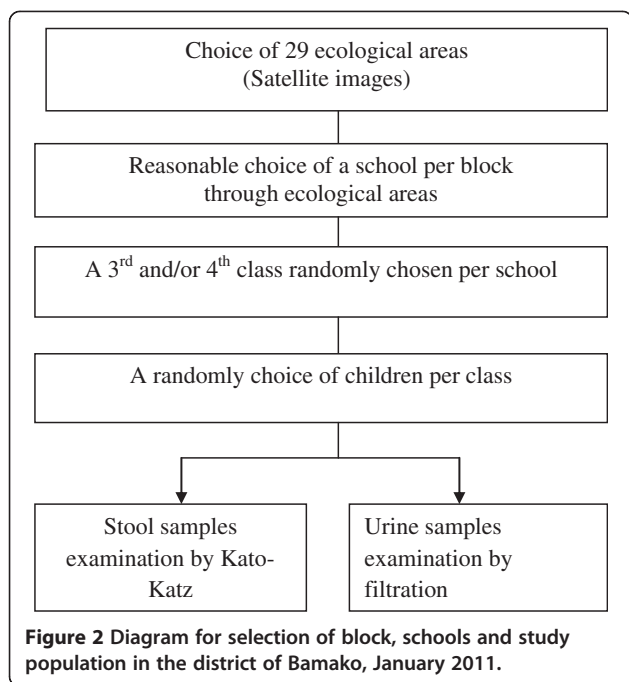 Choice of 29 ecological areas
(Satellite images)
Reasonable choice of a school per block
through ecological areas
A 3rd and/or 4th class randomly chosen per school
A randomly choice of children per class
Stool samples
examination by Kato-
Katz
Urine samples
examination by
filtration
Figure 2 Diagram for selection of block, schools and study
population in the district of Bamako, January 2011.